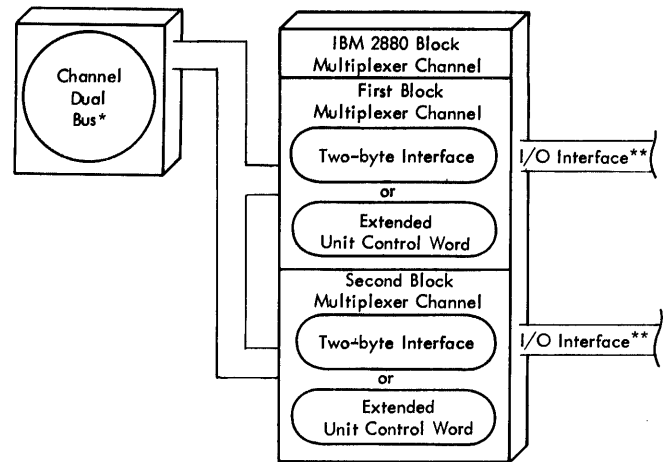 Channel
Dual
Bus*
IBM 2880 Block
Multiplexer Channel
First Block
Multiplexer Channel
Two-byte Interface
I/O Interface**
or
Extended
Unit Control Word
Second Block
Multiplexer Channel
Two-byte Interface
I/O Interface**
or
Extended
Unit Control Word